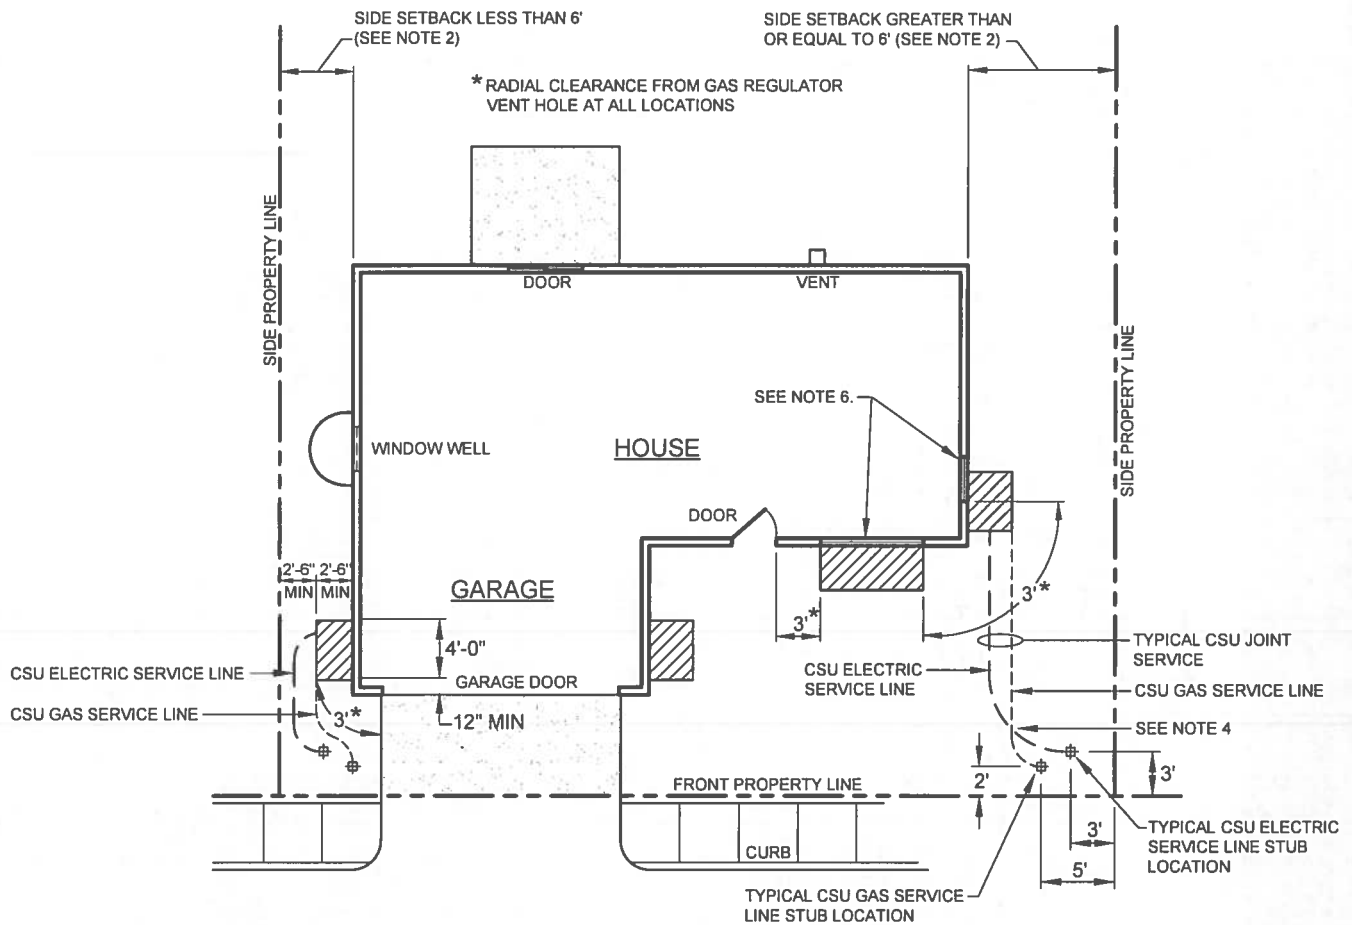 SIDE SETBACK LESS THAN 6'
(SEE NOTE 2)
SIDE SETBACK GREATER THAN
OR EQUAL TO 6' (SEE NOTE 2)
* RADIAL CLEARANCE FROM GAS REGULATOR
VENT HOLE AT ALL LOCATIONS
SIDE PROPERTY LINE
DOOR
VENT
SIDE PROPERTY LINE
SEE NOTE 6.
WINDOW WELL
HOUSE
DOOR
2'-6" 2'-6"
MIN MIN
GARAGE
3'*
3'*
4'-0"
TYPICAL CSU JOINT
SERVICE
CSU ELECTRIC SERVICE LINE
CSU ELECTRIC
SERVICE LINE
GARAGE DOOR
CSU GAS SERVICE LINE
CSU GAS SERVICE LINE
3'*
12" MIN
SEE NOTE 4
FRONT PROPERTY LINE
2'
3'
3'
TYPICAL CSU ELECTRIC
SERVICE LINE STUB
LOCATION
CURB
5'
TYPICAL CSU GAS SERVICE
LINE STUB LOCATION